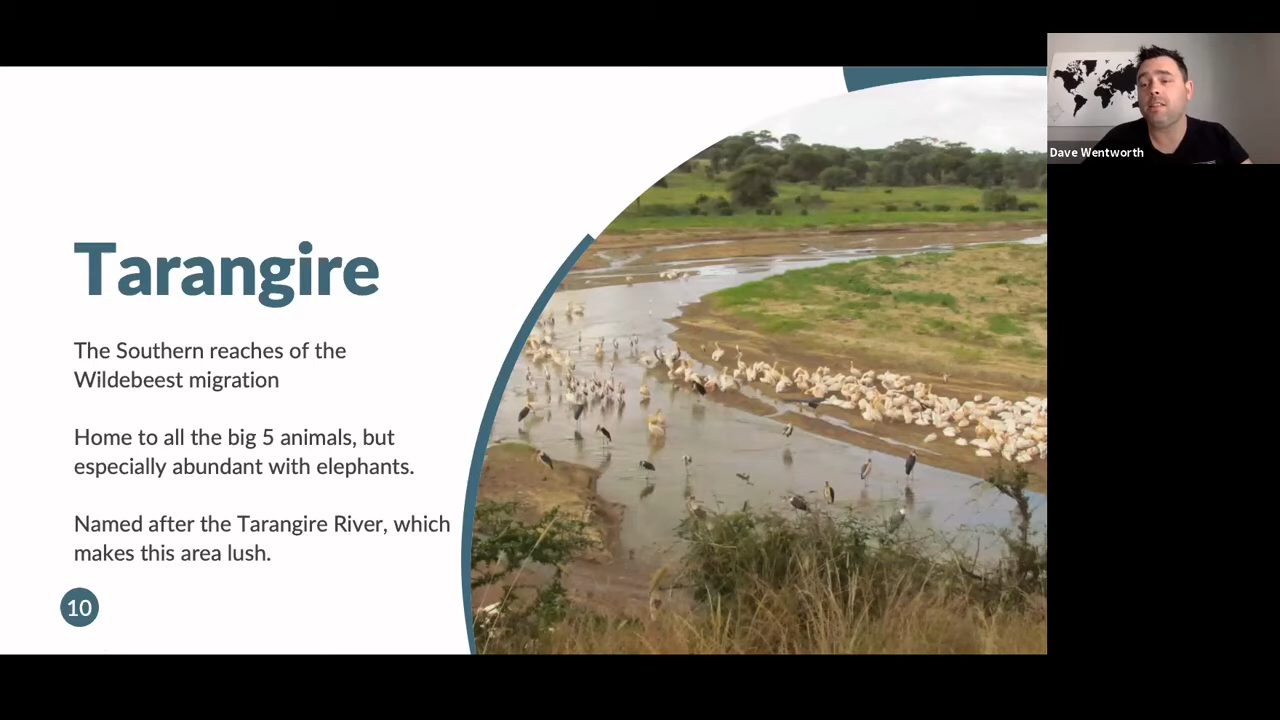 Tarangire
The Southern reaches of the
Wildebeest migration
Home to all the big 5 animals, but
especially abundant with elephants.
Named after the Tarangire River, which
makes this area lush.
10
Dave Wentworth